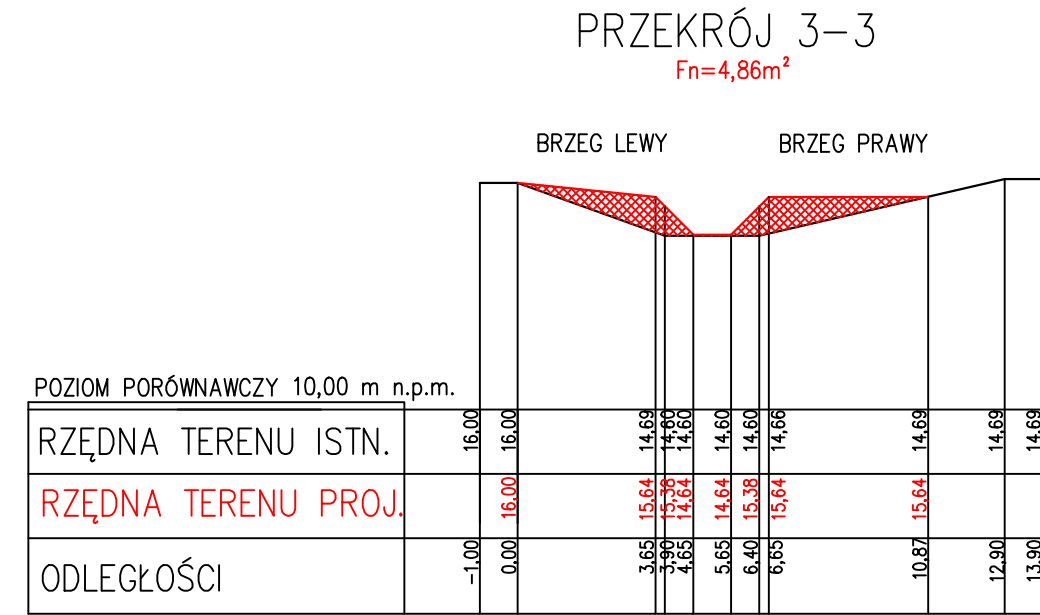 PRZEKRÓJ 3-3
Fn=4,86m²
BRZEG LEWY BRZEG PRAWY
POZIOM PORÓWNAWCZY 10,00 m n.p.m.
RZĘDNA TERENU ISTN. 16,00 16,00 14,69 14,60 14,60 14,60 14,60 14,66 14,69 14,69 14,69
RZĘDNA TERENU PROJ. 16,00 15,64 15,38 14,64 14,64 15,38 15,64 15,64
ODLEGŁOŚCI -1,00 0,00 3,65 3,90 4,65 5,65 6,40 6,65 10,87 12,90 13,90